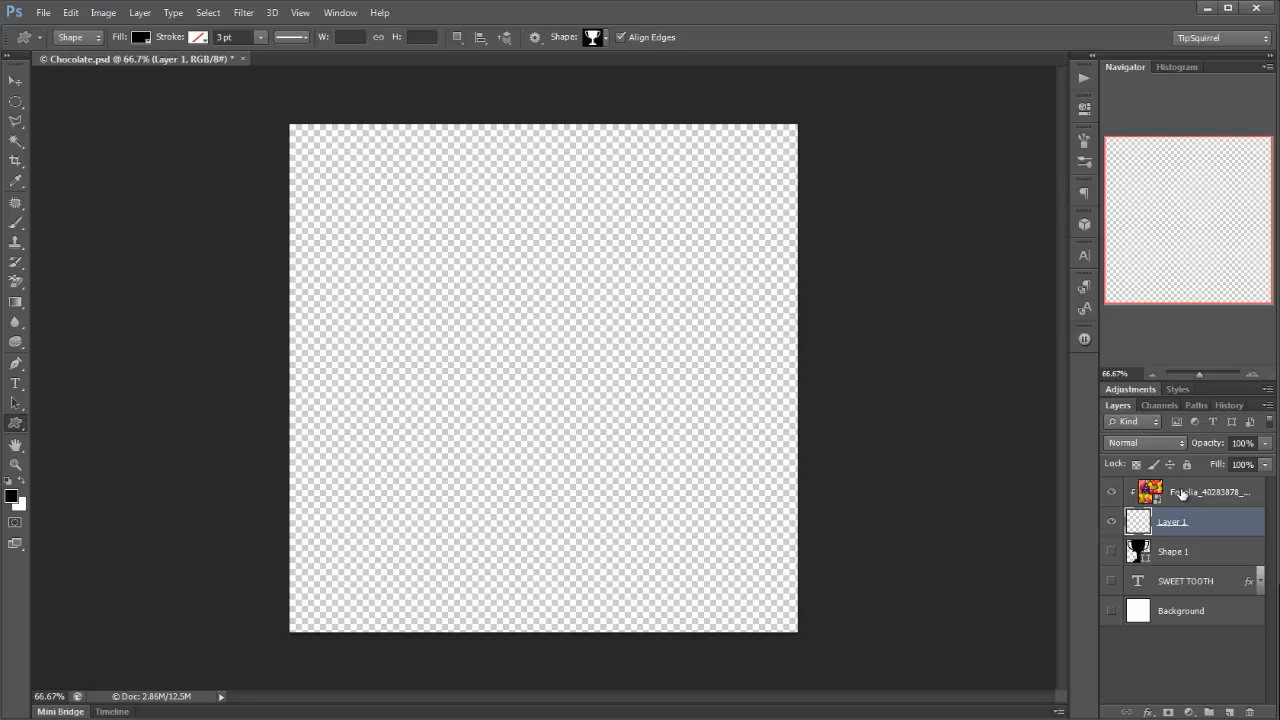 Ps File Edit Image Layer Type Select Filter 3D View Window Help
Shape Fill: Stroke: 3 pt W: H: Shape: Align Edges TipSquirrel
© Chocolate.psd @ 66.7% (Layer 1, RGB/8#) * ×
Navigator Histogram
66.67%
Adjustments Styles
Layers Channels Paths History
Kind
Normal Opacity: 100%
Lock: Fill: 100%
Layer 1
Shape 1
SWEET TOOTH fx
Background
66.67% © Doc: 2.86M/12.5M
Mini Bridge Timeline
fx